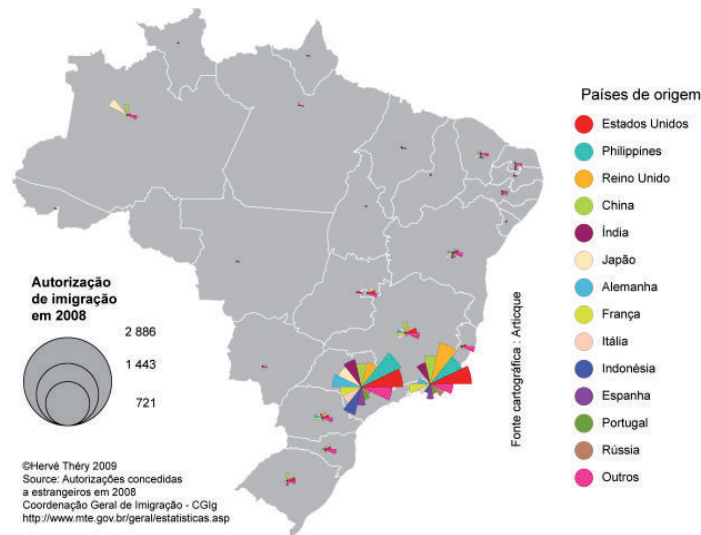 Países de origem
Estados Unidos
Philippines
Reino Unido
China
Índia
Japão
Alemanha
França
Itália
Indonésia
Espanha
Portugal
Rússia
Outros
Autorização
de imigração
em 2008
2 886
1 443
721
Fonte cartográfica : Articque
©Hervé Théry 2009
Source: Autorizações concedidas
a estrangeiros em 2008
Coordenação Geral de Imigração - CGIg
http://www.mte.gov.br/geral/estatisticas.asp